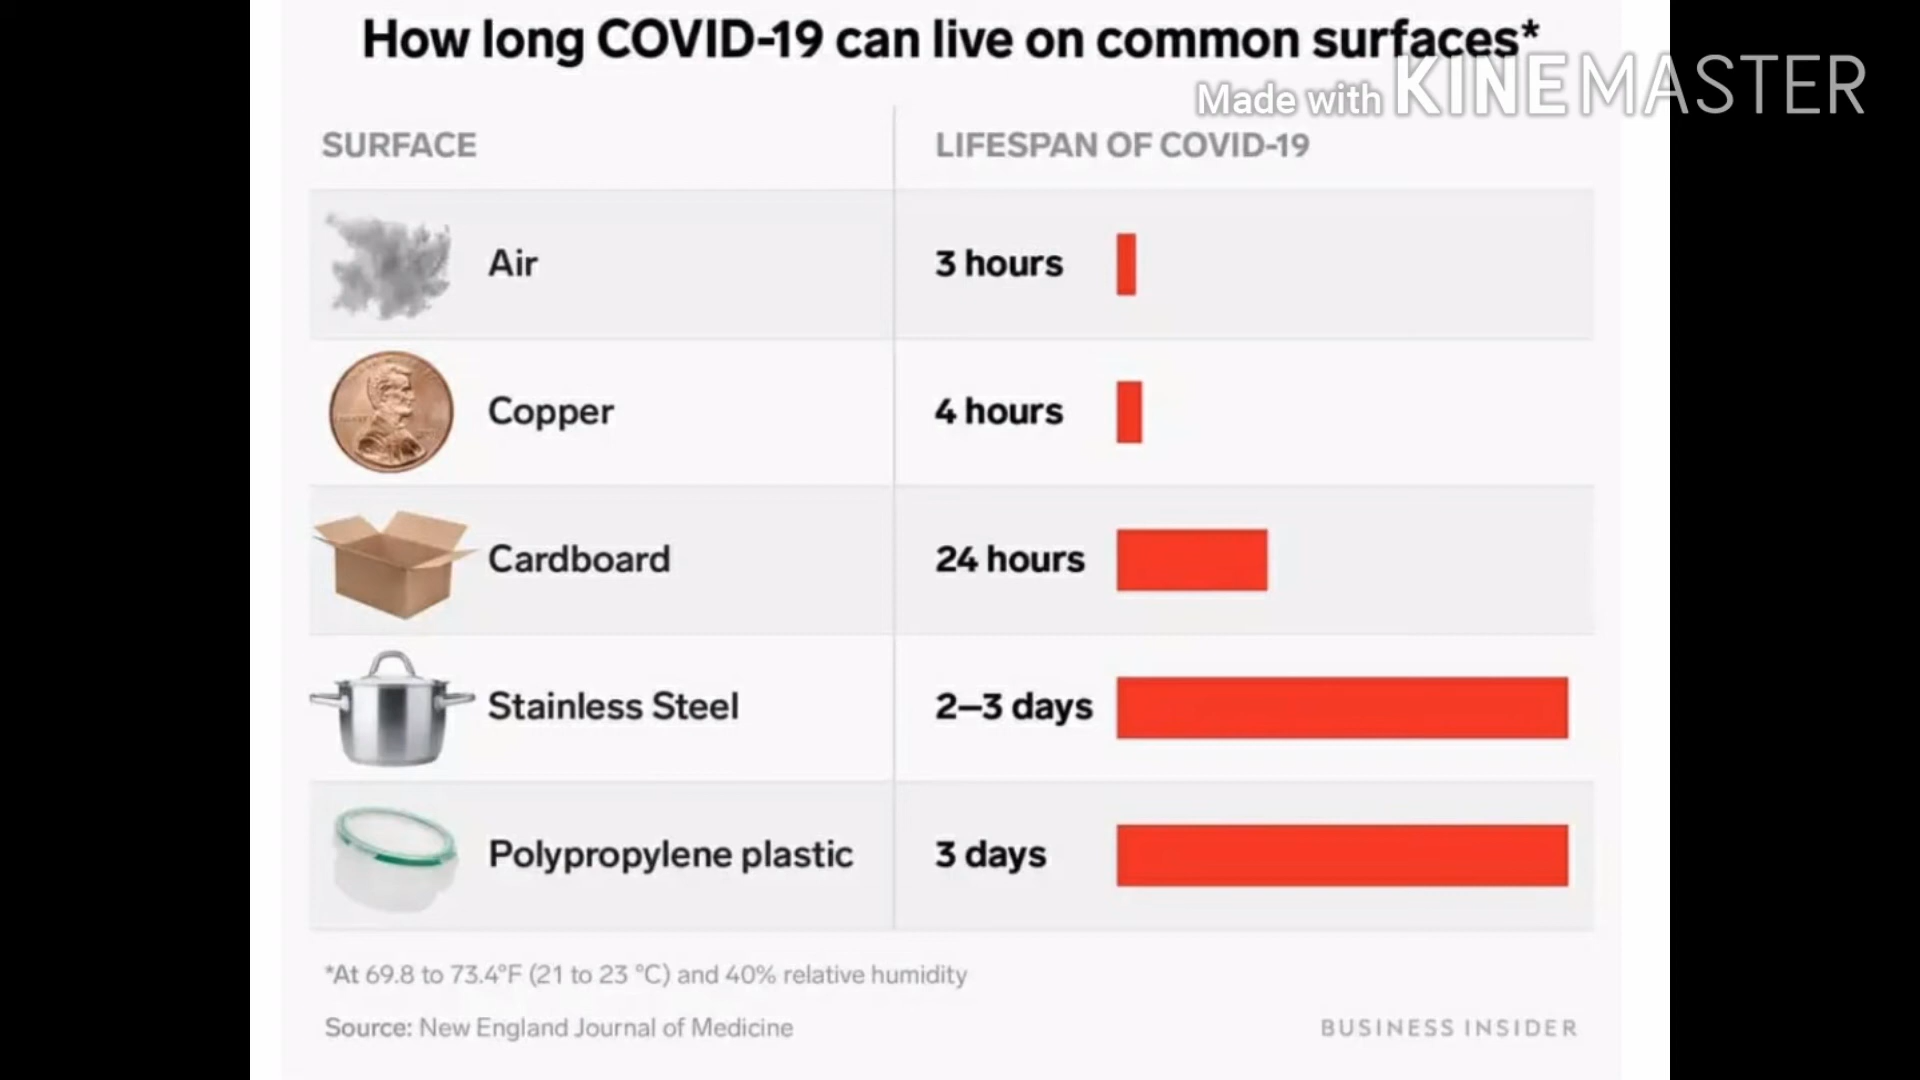 How long COVID-19 can live on common surfaces*
Made with KINEMASTER
SURFACE LIFESPAN OF COVID-19
Air 3 hours
Copper 4 hours
Cardboard 24 hours
Stainless Steel 2–3 days
Polypropylene plastic 3 days
*At 69.8 to 73.4°F (21 to 23 °C) and 40% relative humidity
Source: New England Journal of Medicine BUSINESS INSIDER